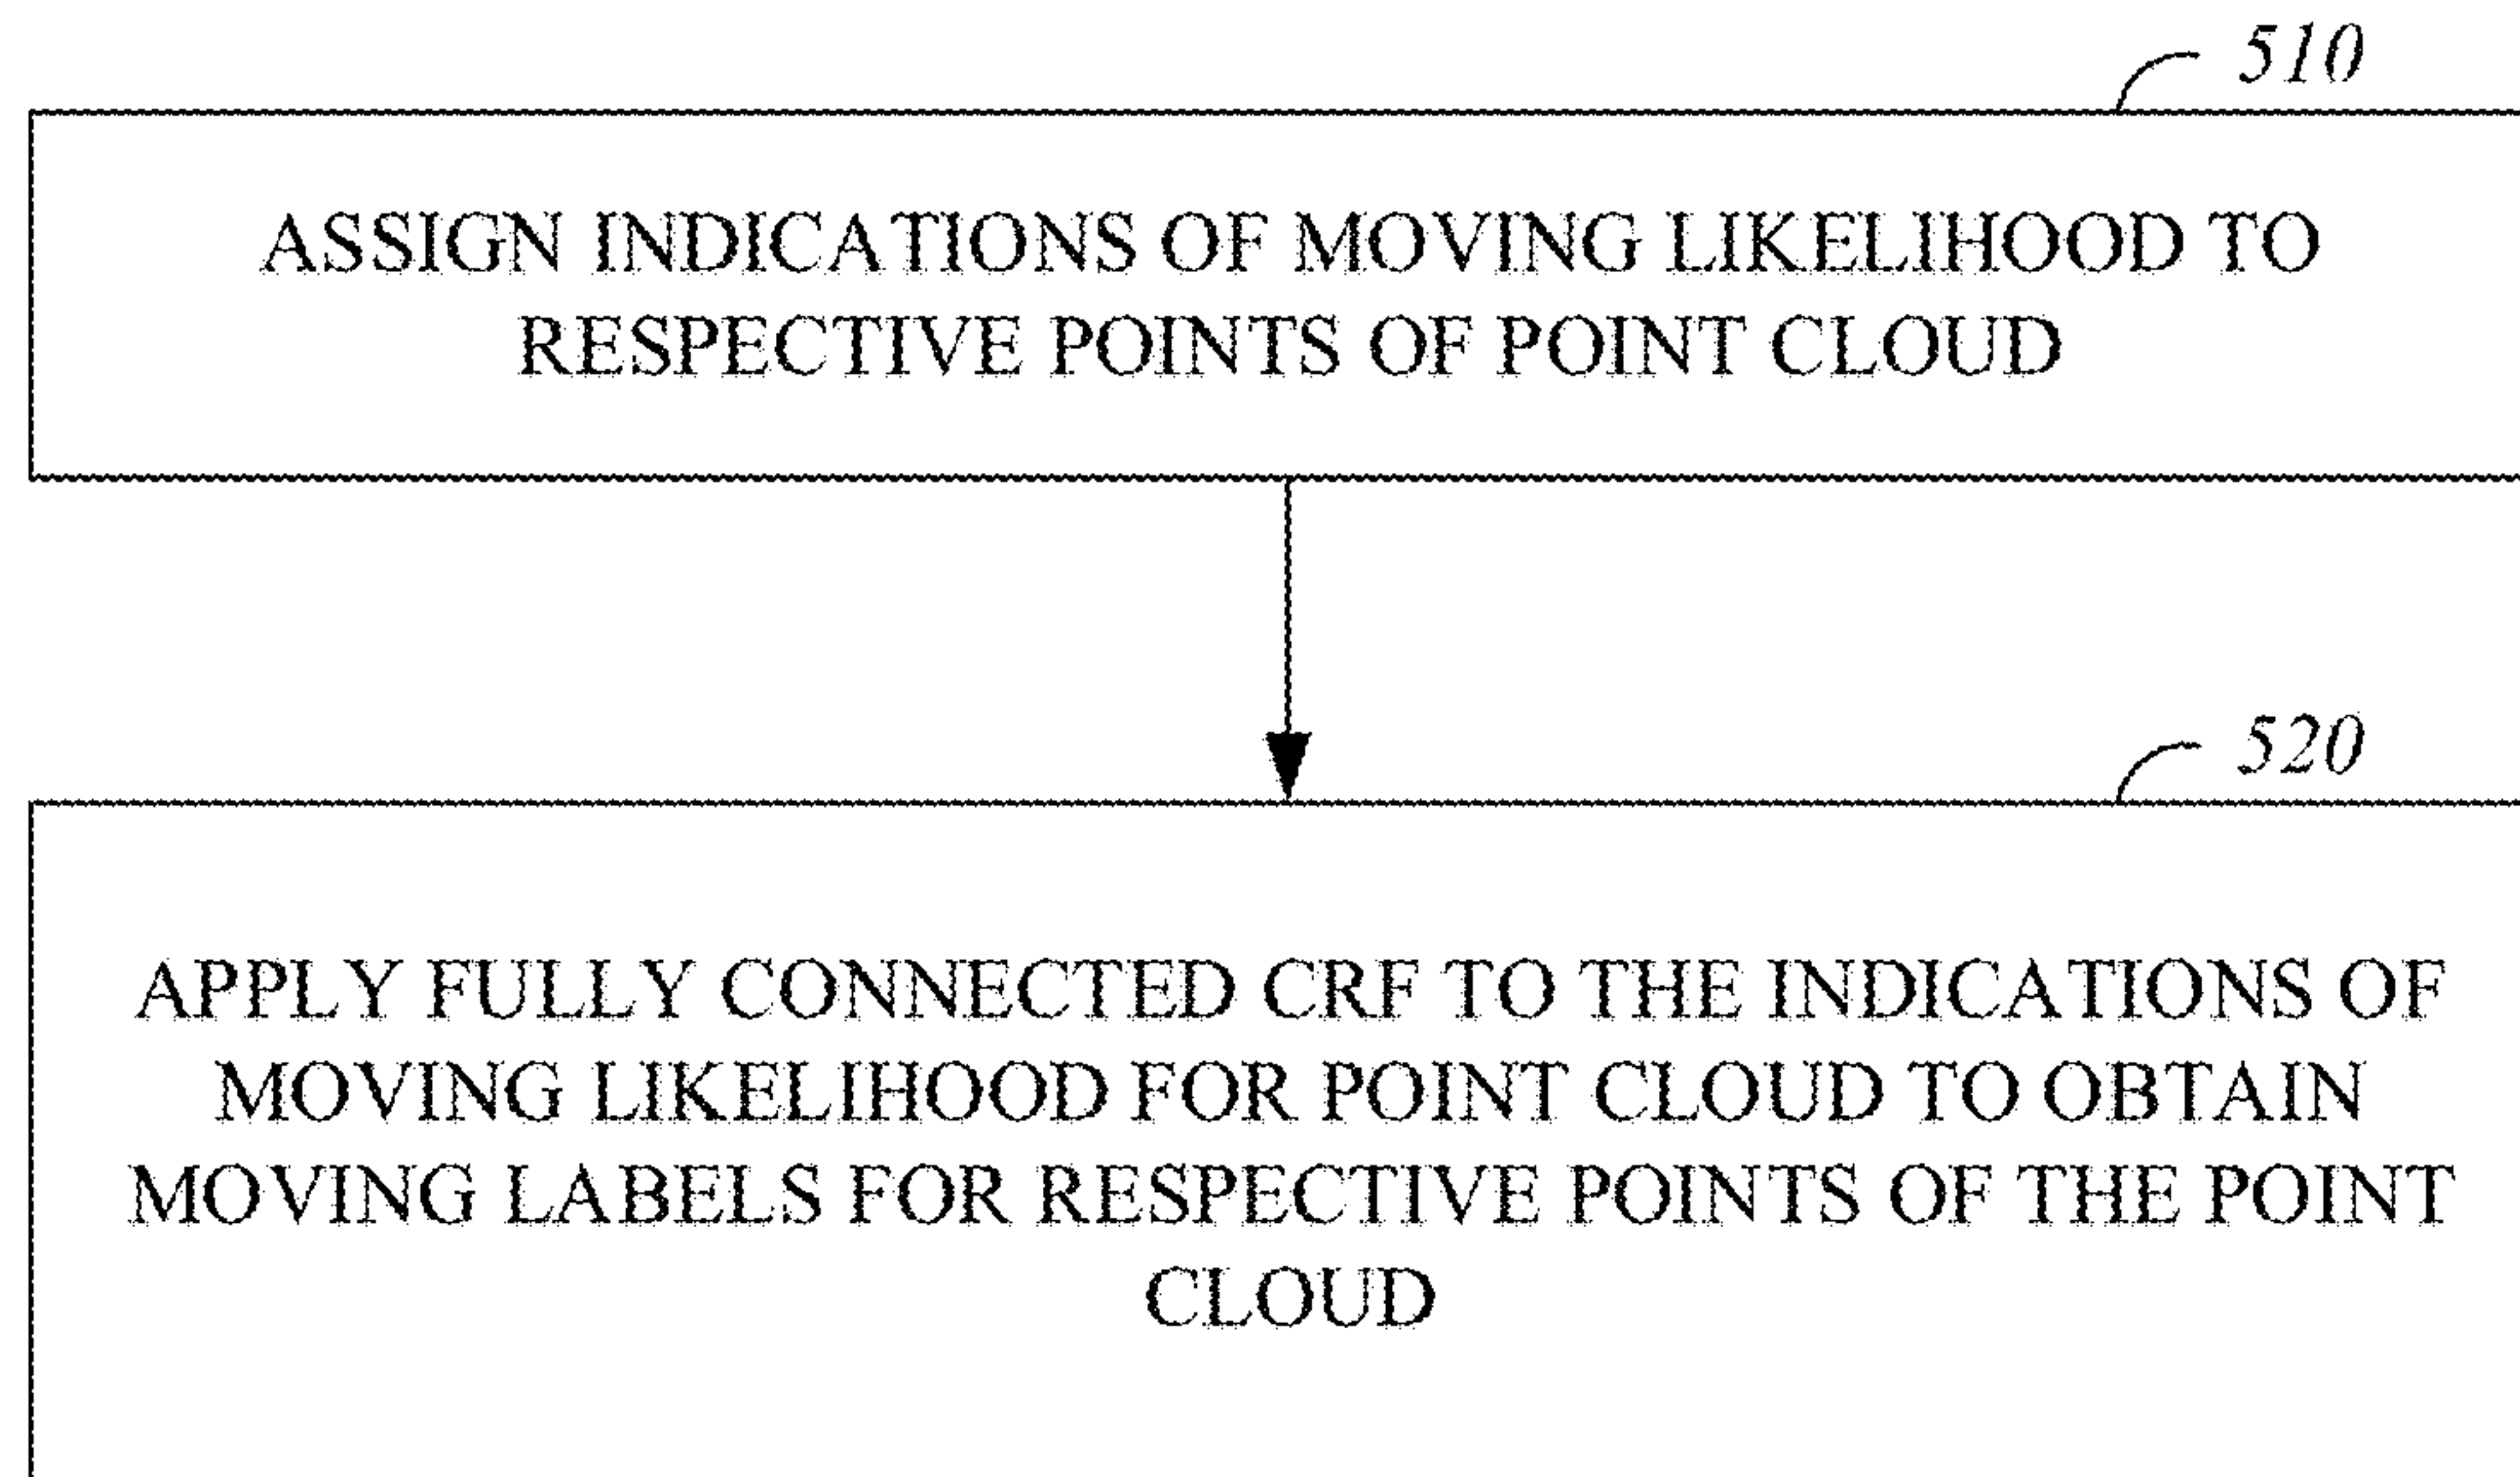 510
ASSIGN INDICATIONS OF MOVING LIKELIHOOD TO
RESPECTIVE POINTS OF POINT CLOUD
520
APPLY FULLY CONNECTED CRF TO THE INDICATIONS OF
MOVING LIKELIHOOD FOR POINT CLOUD TO OBTAIN
MOVING LABELS FOR RESPECTIVE POINTS OF THE POINT
CLOUD